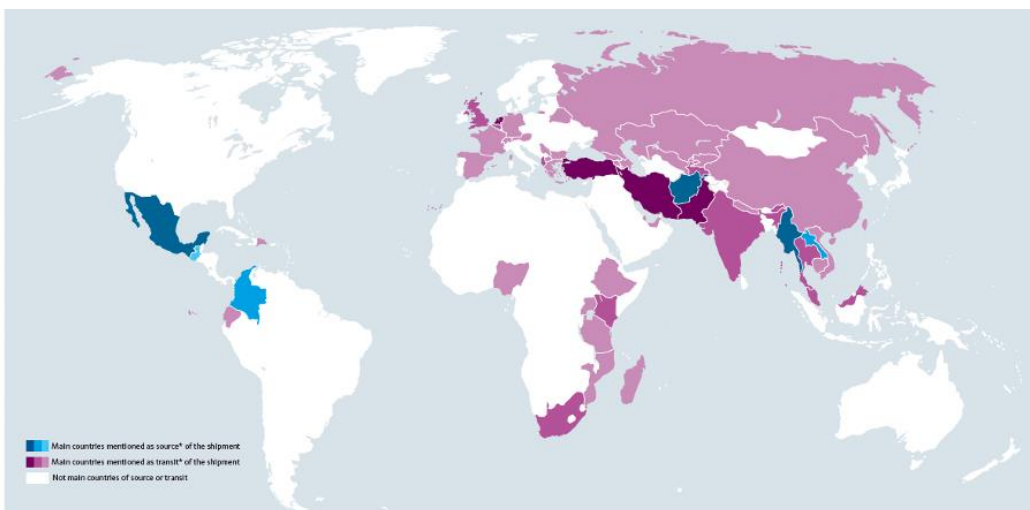 Main countries mentioned as source* of the shipment
Main countries mentioned as transit* of the shipment
Not main countries of source or transit